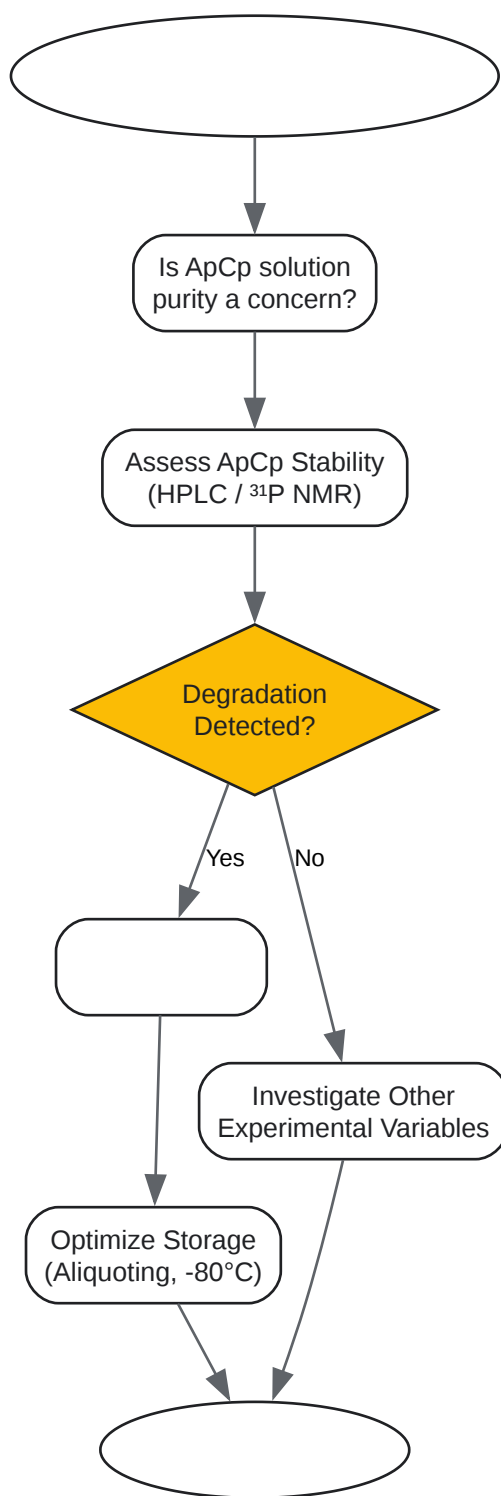 Is ApCp solution
purity a concern?
Assess ApCp Stability
(HPLC / ³¹P NMR)
Degradation
Detected?
Yes
No
Investigate Other
Experimental Variables
Optimize Storage
(Aliquoting, -80°C)